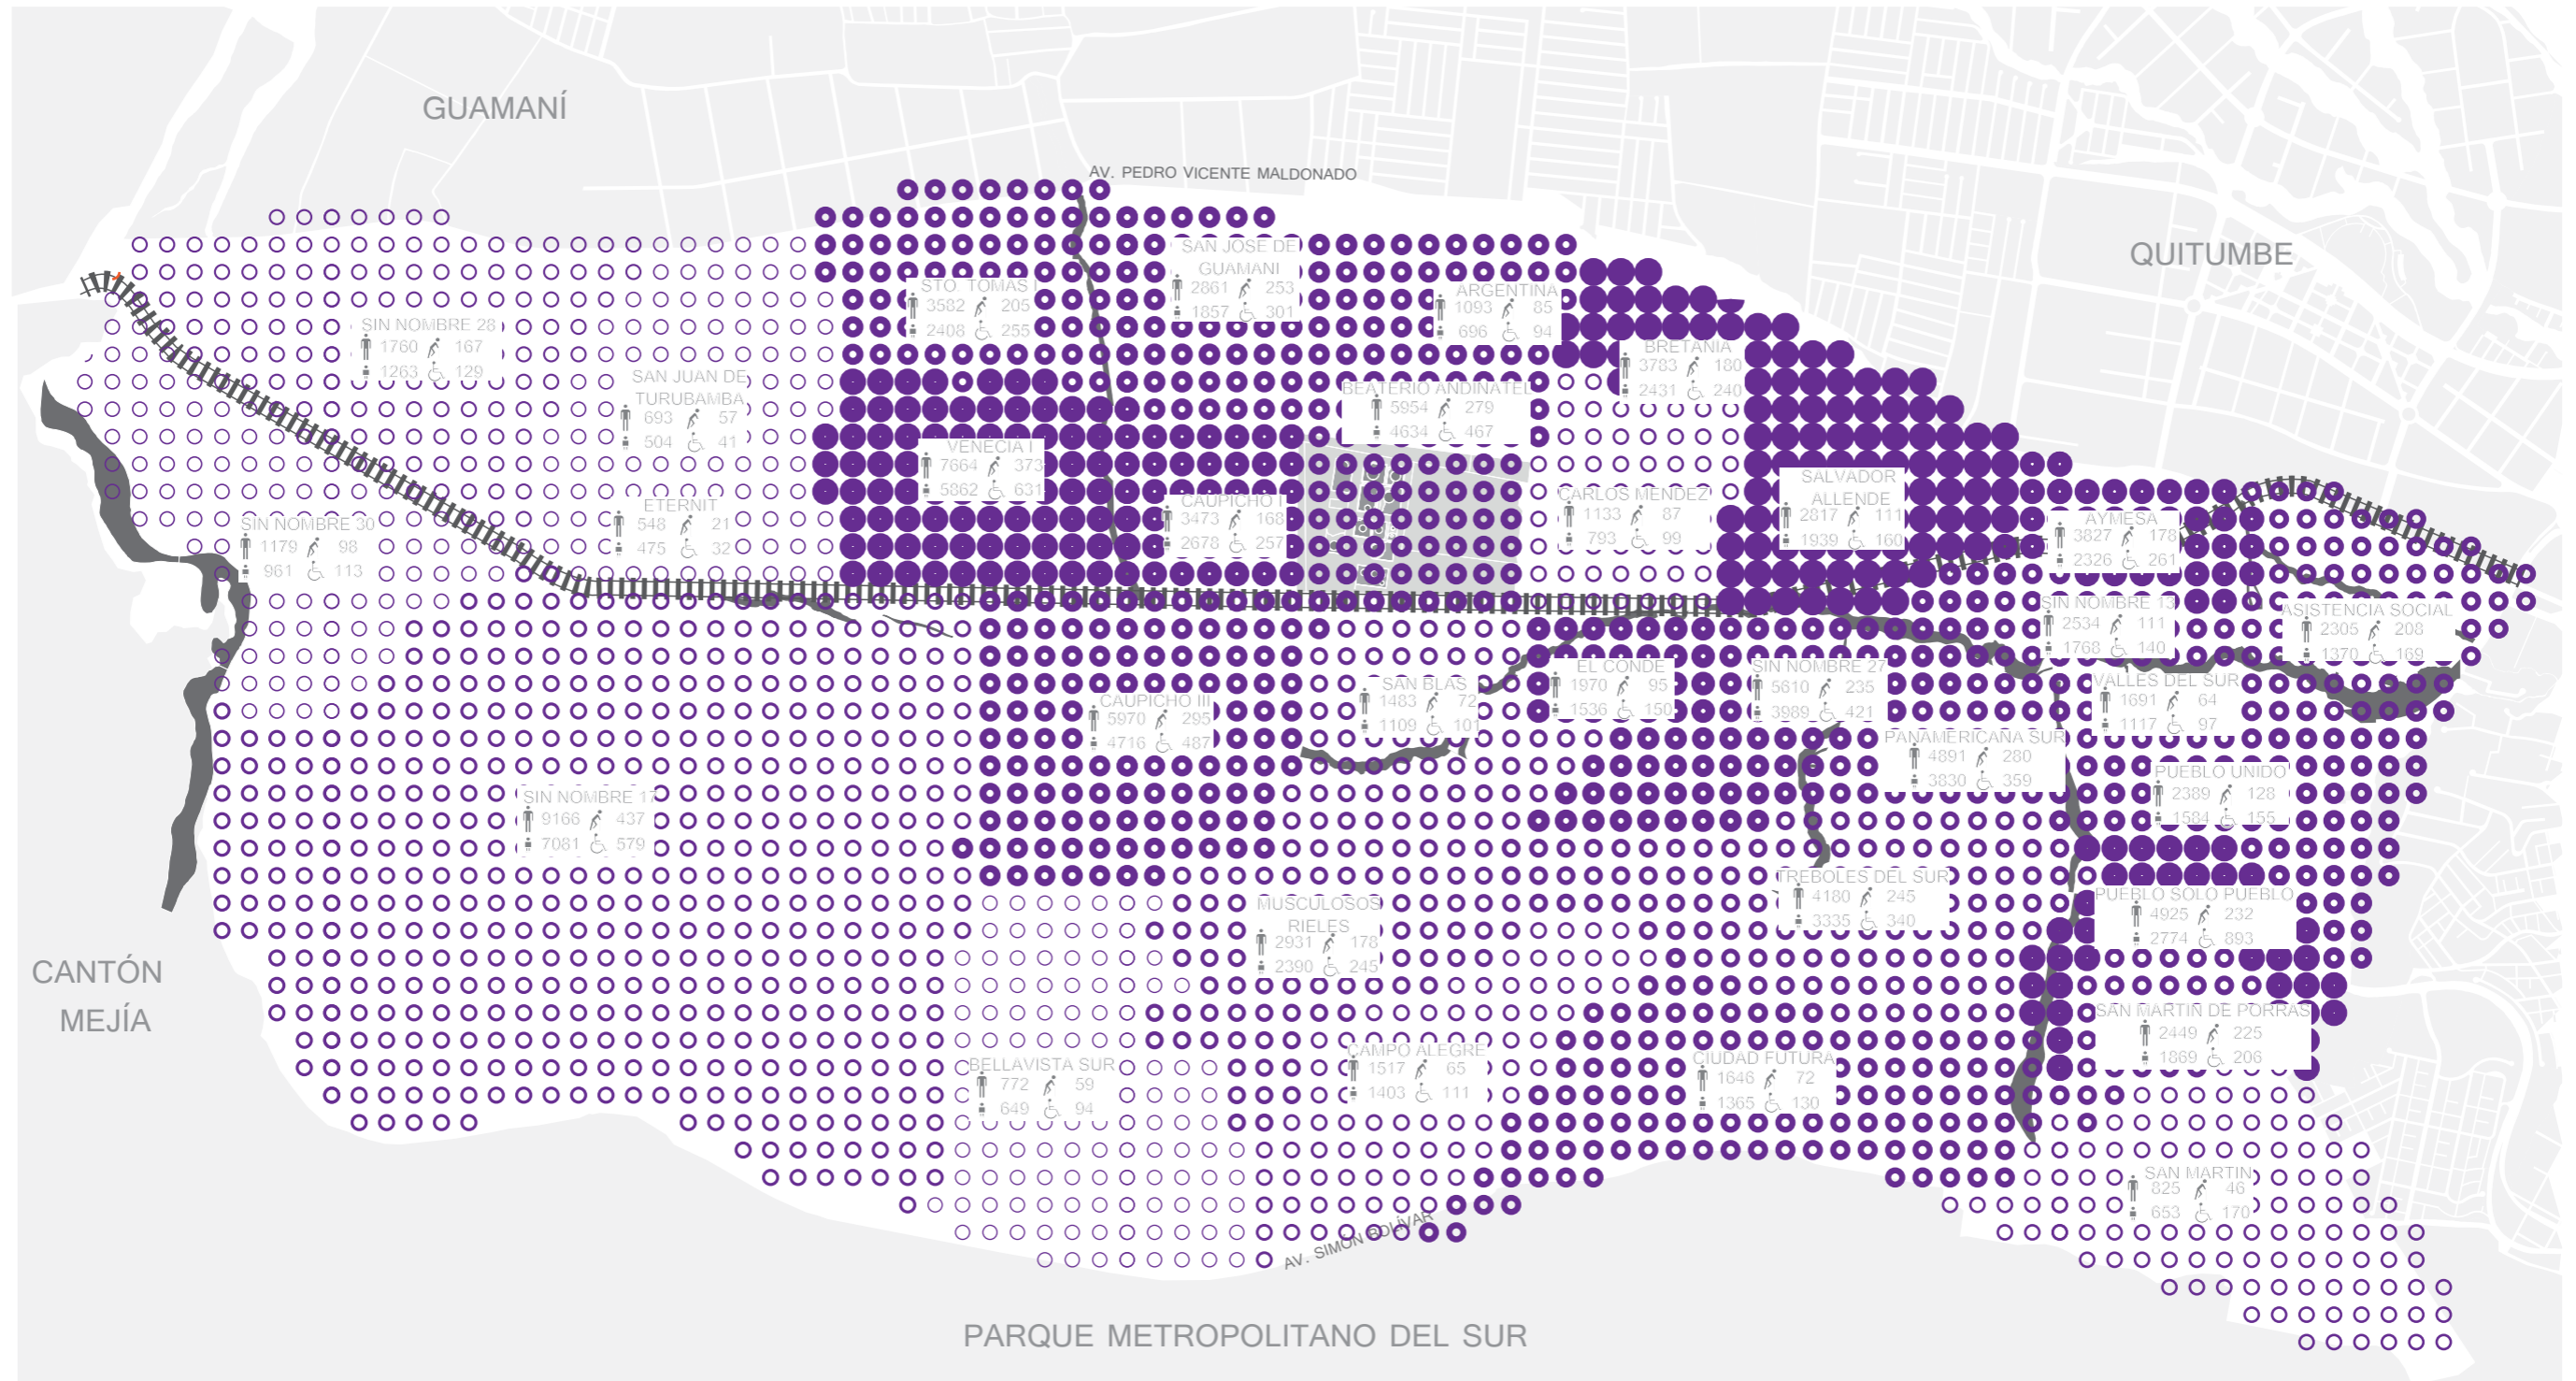 GUAMANÍ
AV. PEDRO VICENTE MALDONADO
QUITUMBE
SAN JOSE DE
GUAMANI
2861 253
1857 301
STO TOMAS I
3582 205
2408 255
ARGENTINA
1093 85
696 94
SIN NOMBRE 28
1760 167
1263 129
BRETANIA
3783 180
2431 240
SAN JUAN DE
TURUBAMBA
693 57
504 41
BEATERIO ANDINATEL
5954 279
4634 467
VENECIA I
7664 373
5862 631
SALVADOR
ALLENDE
2817 111
1939 160
CARLOS MENDEZ
1133 87
793 99
CAUPICHO I
3473 168
2678 257
ETERNIT
548 21
475 32
AYMESA
3827 178
2326 261
SIN NOMBRE 30
1179 98
961 113
SIN NOMBRE 13
2534 111
1768 140
ASISTENCIA SOCIAL
2305 208
1370 169
EL CONDE
1970 95
1536 150
SIN NOMBRE 27
5610 235
3989 421
VALLES DEL SUR
1691 64
1117 97
SAN BLAS
1483 72
1109 101
CAUPICHO III
5970 295
4716 487
PANAMERICANA SUR
4891 280
3830 359
PUEBLO UNIDO
2389 128
1584 155
SIN NOMBRE 17
9166 437
7081 579
TREBOLES DEL SUR
4180 245
3335 340
PUEBLO SOLO PUEBLO
4925 232
2774 893
MUSCULOSOS
RIELES
2931 178
2390 245
CANTÓN
MEJÍA
SAN MARTIN DE PORRAS
2449 225
1869 206
CAMPO ALEGRE
1517 65
1403 111
CIUDAD FUTURA
1646 72
1365 130
BELLAVISTA SUR
772 59
649 94
SAN MARTIN
825 46
653 170
AV. SIMÓN BOLÍVAR
PARQUE METROPOLITANO DEL SUR